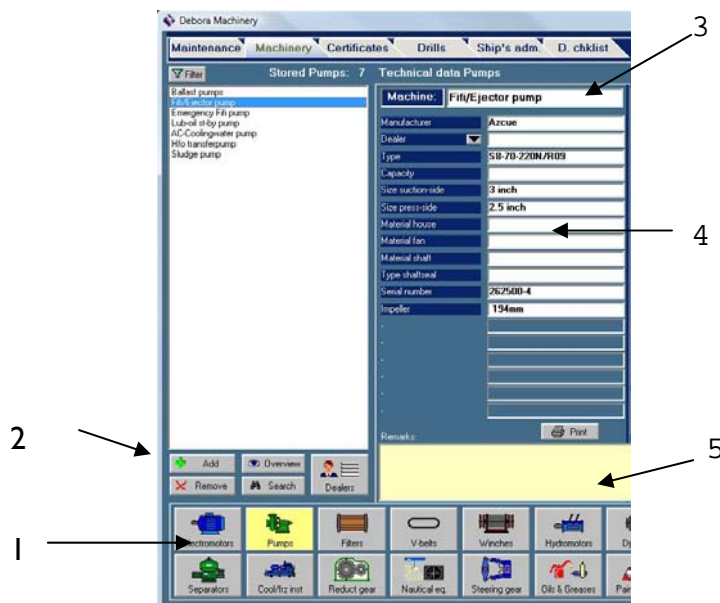 Debora Machinery
3
Maintenance Machinery Certificates Drills Ship's adm. D. chklist
Filter Stored Pumps: 7 Technical data Pumps
Ballast pumps
Fifi/Ejector pump
Emergency Fifi pump
Lub-oil st-by pump
AC-Coolingwater pump
Hfo transferpump
Sludge pump
Machine: Fifi/Ejector pump
Manufacturer Azcue
Dealer
Type S8-70-220N/R09
Capacity
Size suction-side 3 inch
Size press-side 2.5 inch
Material house
4
Material fan
Material shaft
Type shaftseal
Serial number 262500-4
Impeller 194mm
.
.
.
.
.
.
Print
Remarks:
2
5
Add Overview
Remove Search Dealers
1
Pumps Filters V-belts Winches Hydromotors
Separators Cool/frz inst Reduct gear Nautical eq. Steering gear Oils & Greases